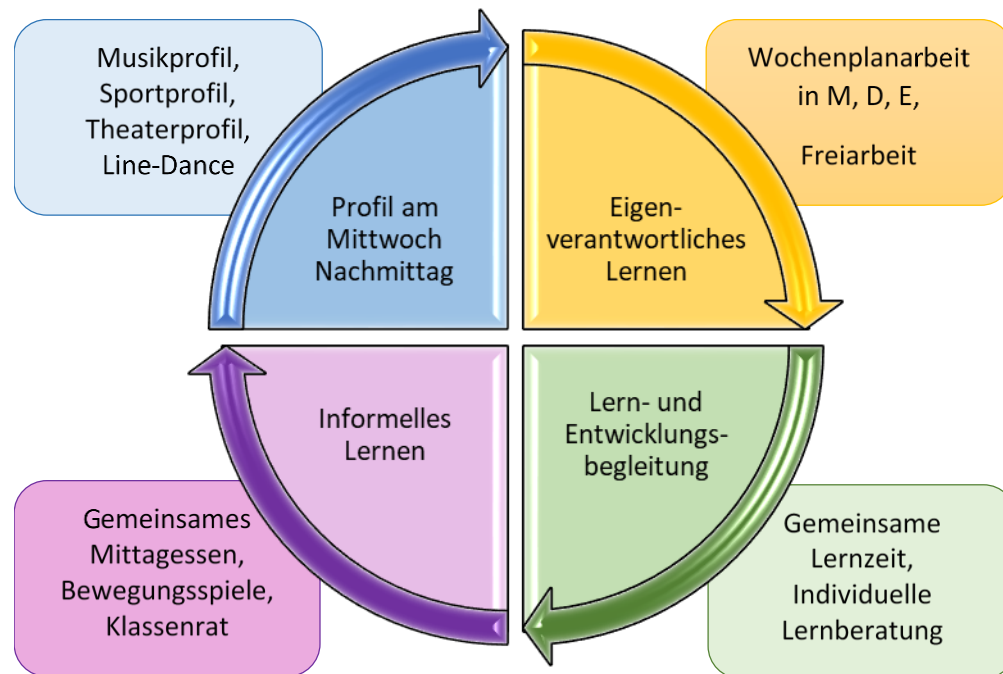 Musikprofil,
Sportprofil,
Theaterprofil,
Line-Dance
Profil am
Mittwoch
Nachmittag
Wochenplanarbeit
in M, D, E,
Freiarbeit
Eigen-
verantwortliches
Lernen
Informelles
Lernen
Gemeinsames
Mittagessen,
Bewegungsspiele,
Klassenrat
Lern- und
Entwicklungs-
begleitung
Gemeinsame
Lernzeit,
Individuelle
Lernberatung